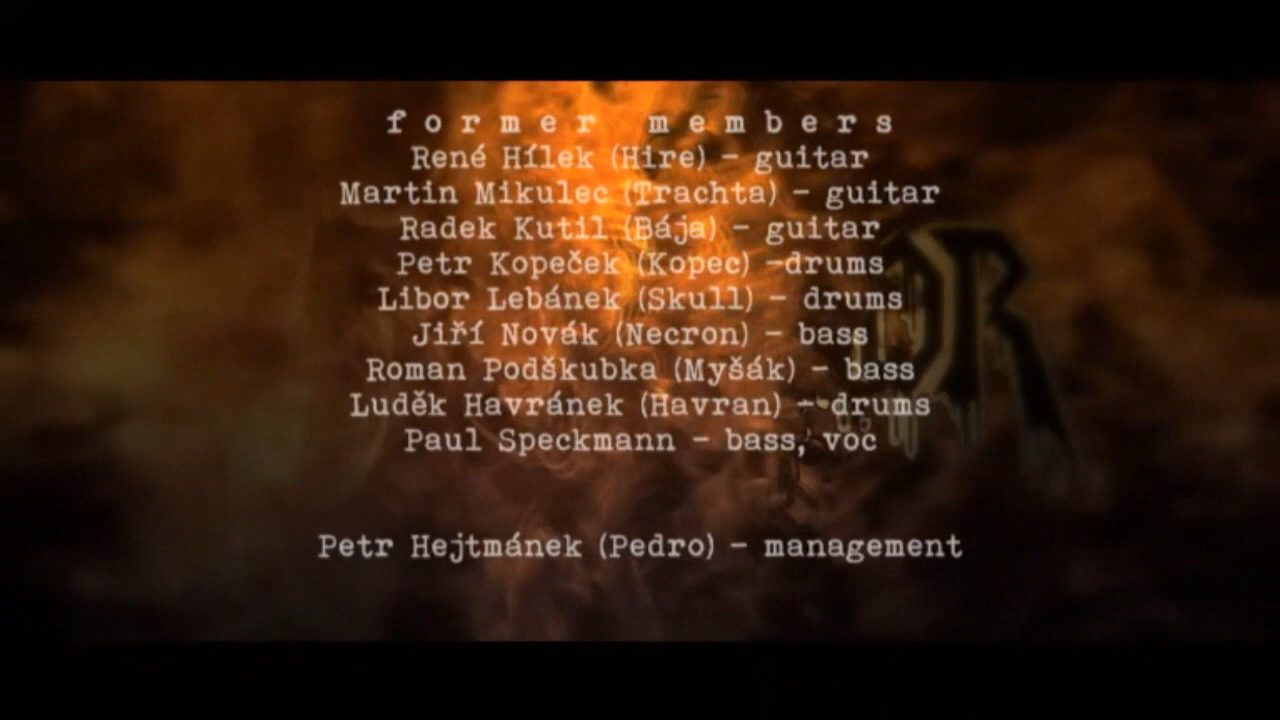 former members
René Hílek (Hire) - guitar
Martin Mikulec (Trachta) - guitar
Radek Kutil (Bája) - guitar
Petr Kopeček (Kopec) -drums
Libor Lebánek (Skull) - drums
Jiří Novák (Necron) - bass
Roman Podškubka (Myšák) - bass
Luděk Havránek (Havran) - drums
Paul Speckmann - bass, voc
Petr Hejtmánek (Pedro) - management